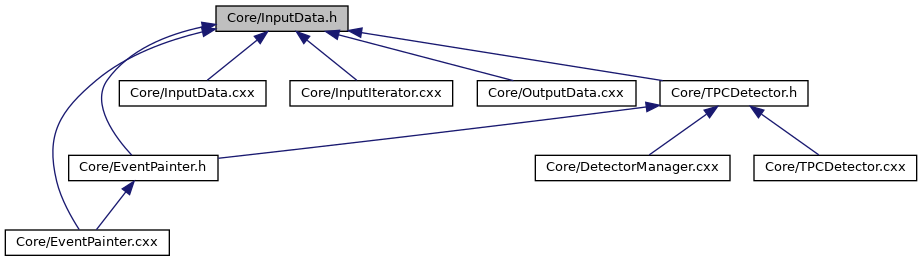 Core/InputData.h
Core/InputData.cxx
Core/InputIterator.cxx
Core/OutputData.cxx
Core/TPCDetector.h
Core/EventPainter.h
Core/DetectorManager.cxx
Core/TPCDetector.cxx
Core/EventPainter.cxx